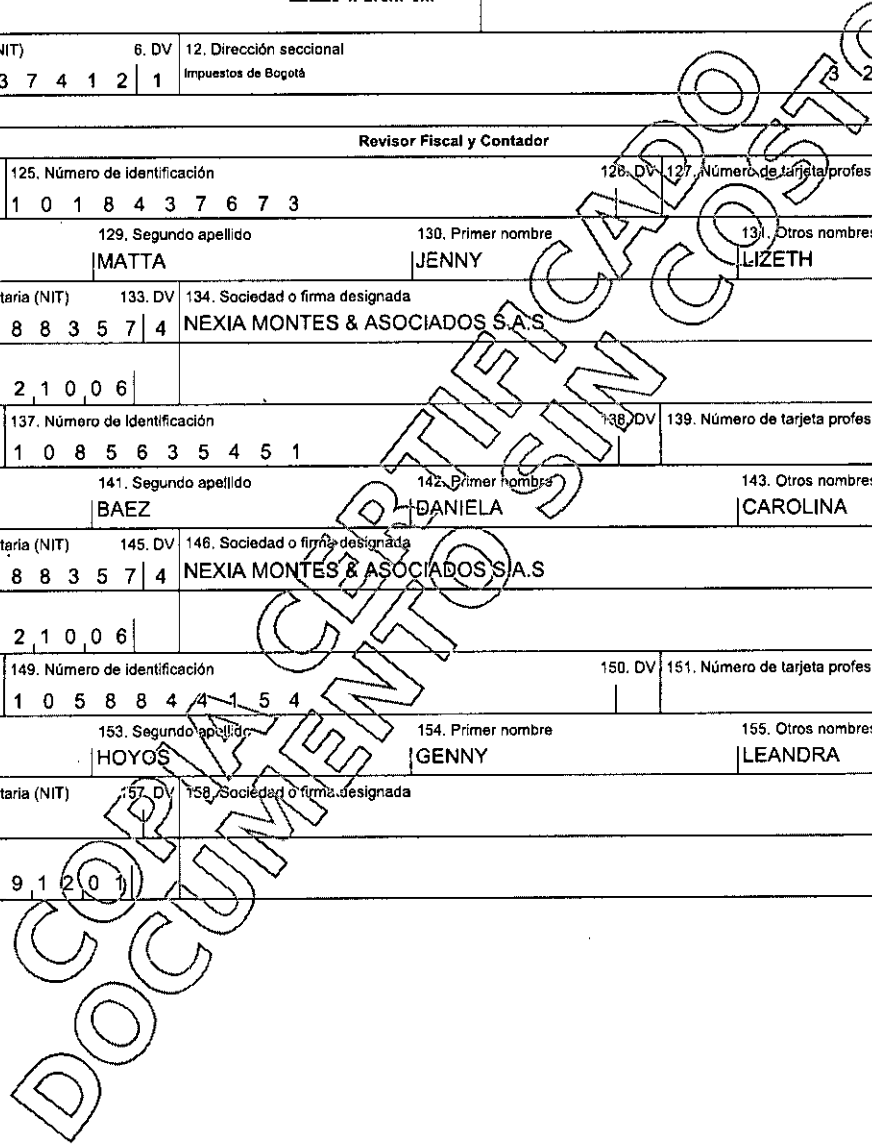 NIT) 6. DV 12. Dirección seccional
3 7 4 1 2 1 Impuestos de Bogotá 3 2
Revisor Fiscal y Contador
125. Número de identificación 126. DV 127. Número de tarjeta profes
1 0 1 8 4 3 7 6 7 3
129. Segundo apellido 130. Primer nombre 131. Otros nombres
MATTA JENNY LIZETH
taria (NIT) 133. DV 134. Sociedad o firma designada
8 8 3 5 7 4 NEXIA MONTES & ASOCIADOS S.A.S
2 1 0 0 6
137. Número de Identificación 138. DV 139. Número de tarjeta profes
1 0 8 5 6 3 5 4 5 1
141. Segundo apellido 142. Primer nombre 143. Otros nombres
BAEZ DANIELA CAROLINA
taria (NIT) 145. DV 146. Sociedad o firma designada
8 8 3 5 7 4 NEXIA MONTES & ASOCIADOS S.A.S
2 1 0 0 6
149. Número de identificación 150. DV 151. Número de tarjeta profes
1 0 5 8 8 4 4 1 5 4
153. Segundo apellido 154. Primer nombre 155. Otros nombres
HOYOS GENNY LEANDRA
taria (NIT) 157. DV 158. Sociedad o firma designada
9 1 2 0 1
COPIA CERTIFICADO
DOCUMENTO SIN COSTO